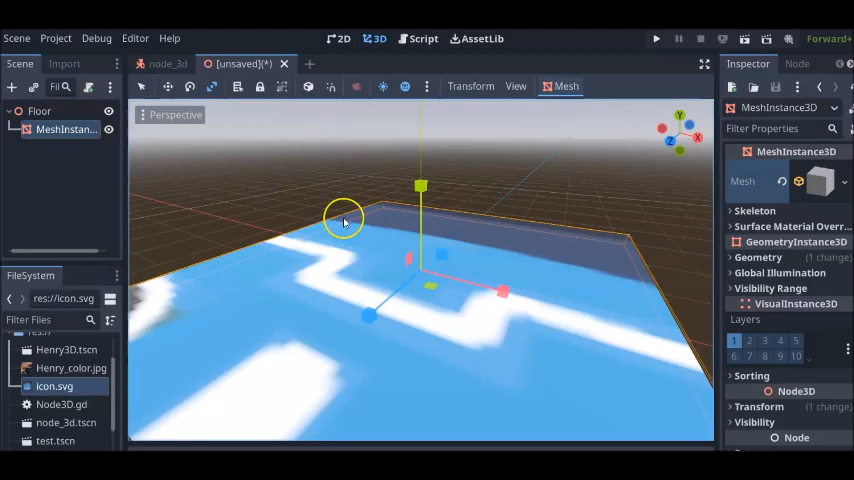 Scene Project Debug Editor Help
2D 3D Script AssetLib
Forward+
Scene Import
node_3d [unsaved](*)
Inspector Node
Fil
Transform View Mesh
Floor
MeshInstan...
Perspective
Y
X
Z
MeshInstance3D
Filter Properties
MeshInstance3D
Mesh
Skeleton
Surface Material Overr...
GeometryInstance3D
Geometry (1 change)
Global Illumination
Visibility Range
VisualInstance3D
Layers
1 2 3 4 5
6 7 8 9 10
Sorting
Node3D
Transform (1 change)
Visibility
Node
FileSystem
res://icon.svg
Filter Files
Henry3D.tscn
Henry_color.jpg
icon.svg
Node3D.gd
node_3d.tscn
test.tscn